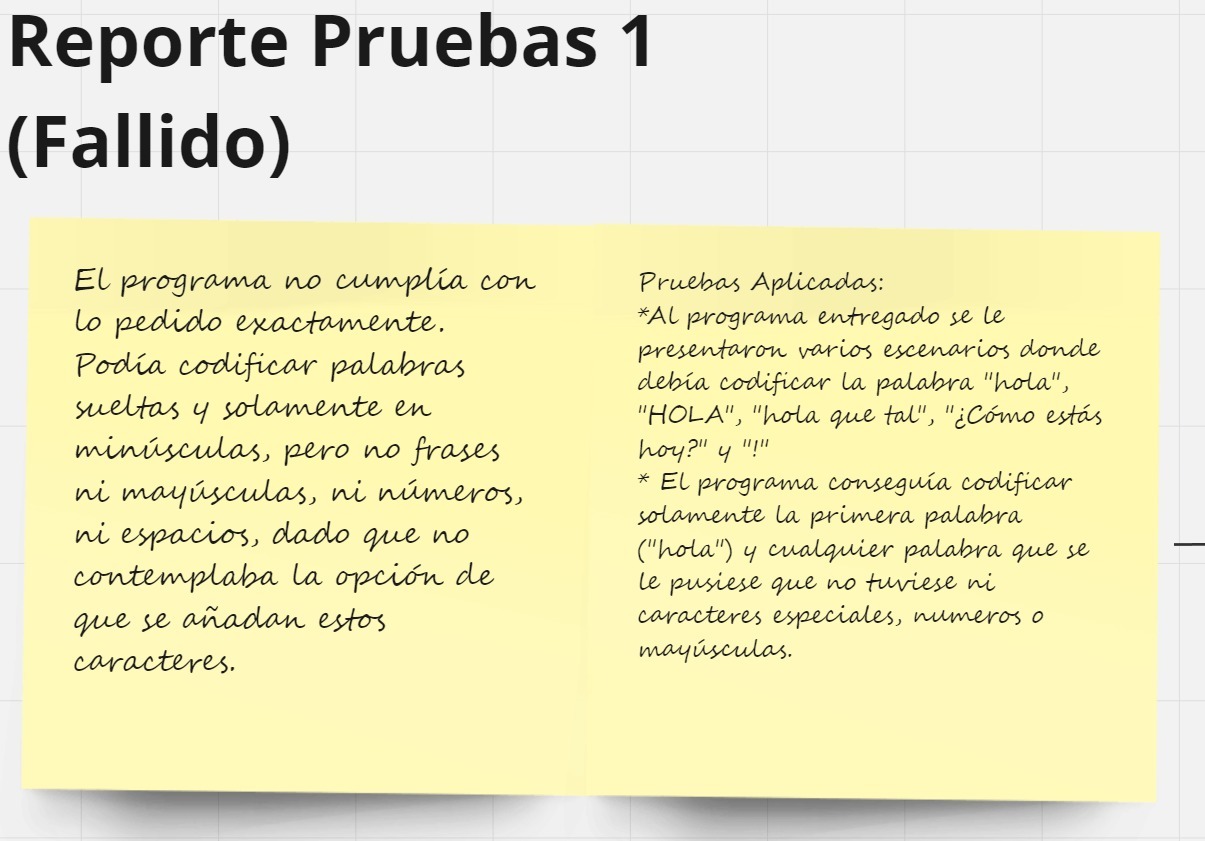 Reporte Pruebas 1
(Fallido)
El programa no cumplía con
lo pedido exactamente.
Podía codificar palabras
sueltas y solamente en
minúsculas, pero no frases
ni mayúsculas, ni números,
ni espacios, dado que no
contemplaba la opción de
que se añadan estos
caracteres.
Pruebas Aplicadas:
*Al programa entregado se le
presentaron varios escenarios donde
debía codificar la palabra "hola",
"HOLA", "hola que tal", "¿Cómo estás
hoy?" y "!"
* El programa conseguía codificar
solamente la primera palabra
("hola") y cualquier palabra que se
le pusiese que no tuviese ni
caracteres especiales, numeros o
mayúsculas.